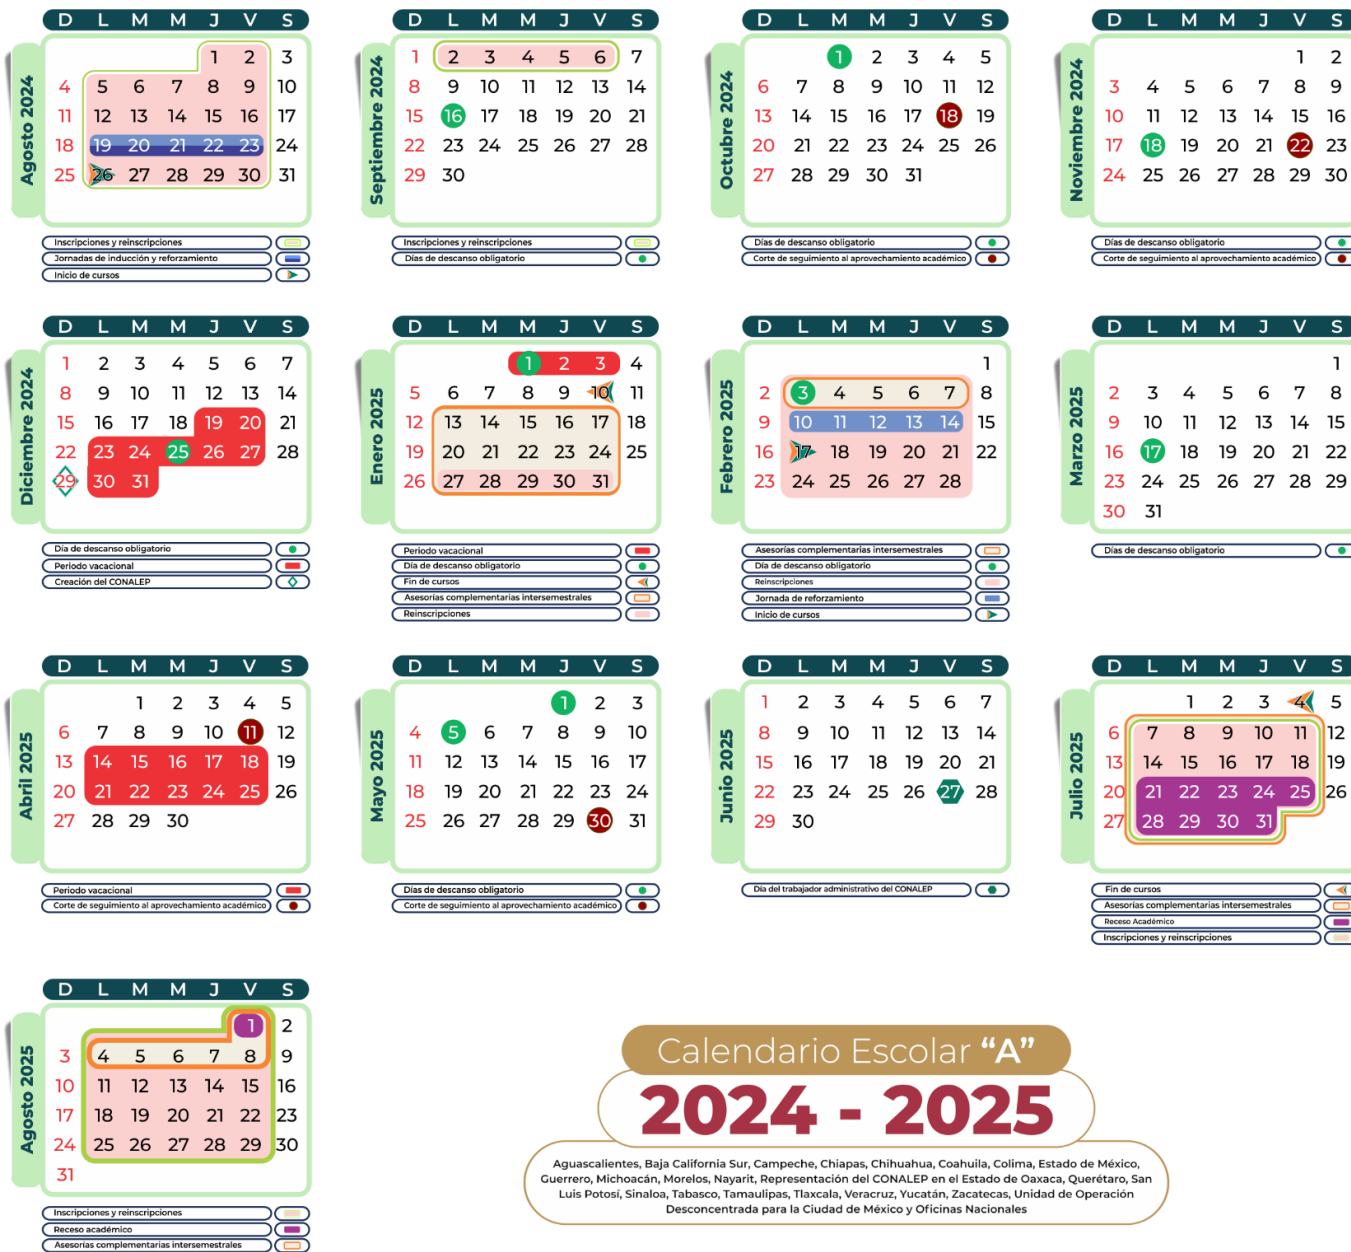 D L M M J V S
Agosto 2024
1 2 3
4 5 6 7 8 9 10
11 12 13 14 15 16 17
18 19 20 21 22 23 24
25 26 27 28 29 30 31
Inscripciones y reinscripciones
Jornadas de inducción y reforzamiento
Inicio de cursos
D L M M J V S
Septiembre 2024
1 2 3 4 5 6 7
8 9 10 11 12 13 14
15 16 17 18 19 20 21
22 23 24 25 26 27 28
29 30
Inscripciones y reinscripciones
Días de descanso obligatorio
D L M M J V S
Octubre 2024
1 2 3 4 5
6 7 8 9 10 11 12
13 14 15 16 17 18 19
20 21 22 23 24 25 26
27 28 29 30 31
Días de descanso obligatorio
Corte de seguimiento al aprovechamiento académico
D L M M J V S
Noviembre 2024
1 2
3 4 5 6 7 8 9
10 11 12 13 14 15 16
17 18 19 20 21 22 23
24 25 26 27 28 29 30
Días de descanso obligatorio
Corte de seguimiento al aprovechamiento académico
D L M M J V S
Diciembre 2024
1 2 3 4 5 6 7
8 9 10 11 12 13 14
15 16 17 18 19 20 21
22 23 24 25 26 27 28
29 30 31
Día de descanso obligatorio
Periodo vacacional
Creación del CONALEP
D L M M J V S
Enero 2025
1 2 3 4
5 6 7 8 9 10 11
12 13 14 15 16 17 18
19 20 21 22 23 24 25
26 27 28 29 30 31
Periodo vacacional
Día de descanso obligatorio
Fin de cursos
Asesorías complementarias intersemestrales
Reinscripciones
D L M M J V S
Febrero 2025
1
2 3 4 5 6 7 8
9 10 11 12 13 14 15
16 17 18 19 20 21 22
23 24 25 26 27 28
Asesorías complementarias intersemestrales
Día de descanso obligatorio
Reinscripciones
Jornada de reforzamiento
Inicio de cursos
D L M M J V S
Marzo 2025
1
2 3 4 5 6 7 8
9 10 11 12 13 14 15
16 17 18 19 20 21 22
23 24 25 26 27 28 29
30 31
Días de descanso obligatorio
D L M M J V S
Abril 2025
1 2 3 4 5
6 7 8 9 10 11 12
13 14 15 16 17 18 19
20 21 22 23 24 25 26
27 28 29 30
Periodo vacacional
Corte de seguimiento al aprovechamiento académico
D L M M J V S
Mayo 2025
1 2 3
4 5 6 7 8 9 10
11 12 13 14 15 16 17
18 19 20 21 22 23 24
25 26 27 28 29 30 31
Días de descanso obligatorio
Corte de seguimiento al aprovechamiento académico
D L M M J V S
Junio 2025
1 2 3 4 5 6 7
8 9 10 11 12 13 14
15 16 17 18 19 20 21
22 23 24 25 26 27 28
29 30
Día del trabajador administrativo del CONALEP
D L M M J V S
Julio 2025
1 2 3 4 5
6 7 8 9 10 11 12
13 14 15 16 17 18 19
20 21 22 23 24 25 26
27 28 29 30 31
Fin de cursos
Asesorías complementarias intersemestrales
Receso Académico
Inscripciones y reinscripciones
D L M M J V S
Agosto 2025
1 2
3 4 5 6 7 8 9
10 11 12 13 14 15 16
17 18 19 20 21 22 23
24 25 26 27 28 29 30
31
Inscripciones y reinscripciones
Receso académico
Asesorías complementarias intersemestrales
Calendario Escolar “A”
2024 - 2025
Aguascalientes, Baja California Sur, Campeche, Chiapas, Chihuahua, Coahuila, Colima, Estado de México,
Guerrero, Michoacán, Morelos, Nayarit, Representación del CONALEP en el Estado de Oaxaca, Querétaro, San
Luis Potosí, Sinaloa, Tabasco, Tamaulipas, Tlaxcala, Veracruz, Yucatán, Zacatecas, Unidad de Operación
Desconcentrada para la Ciudad de México y Oficinas Nacionales